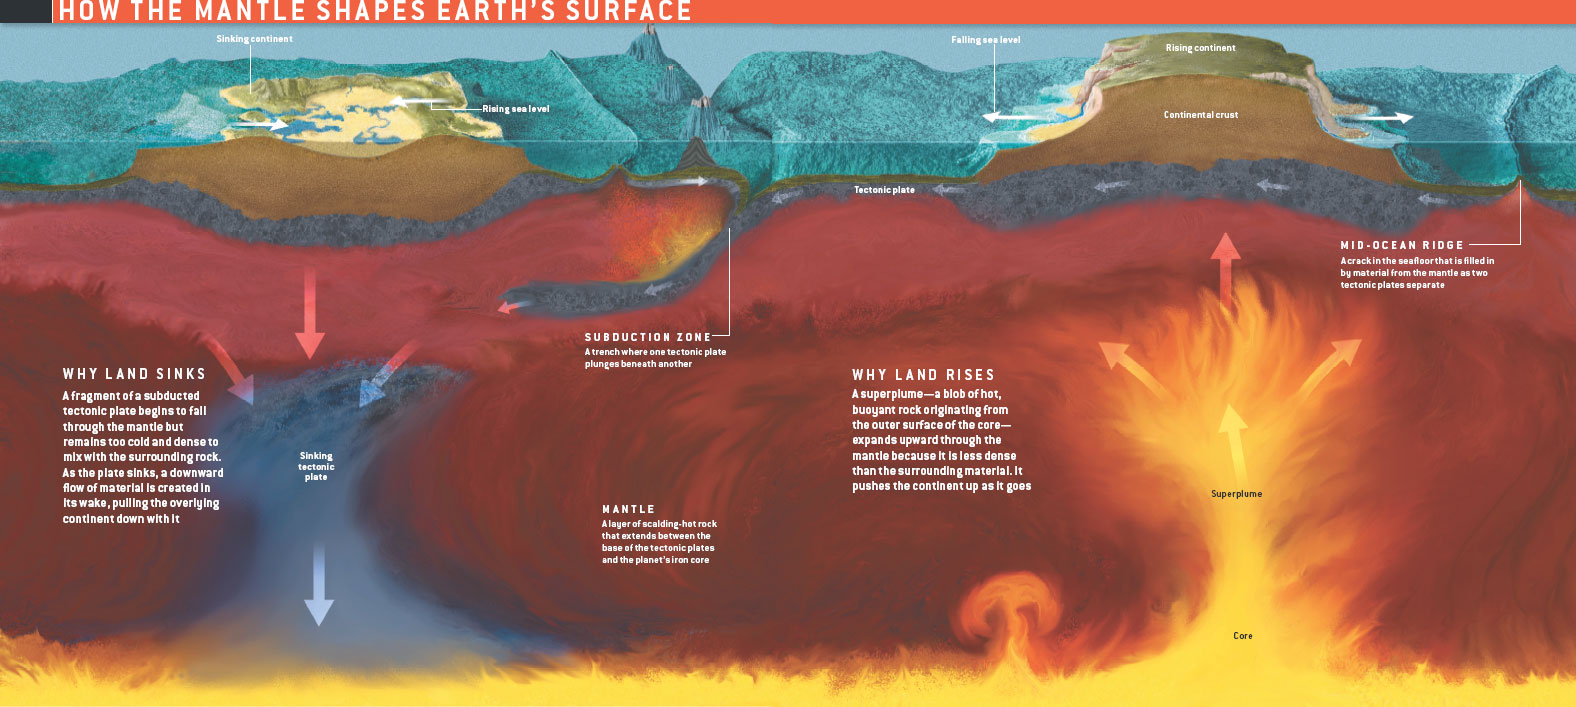 HOW THE MANTLE SHAPES EARTH'S SURFACE
Sinking continent
Rising sea level
Falling sea level
Rising continent
Continental crust
Tectonic plate
MID-OCEAN RIDGE
A crack in the seafloor that is filled in
by material from the mantle as two
tectonic plates separate
SUBDUCTION ZONE
A trench where one tectonic plate
plunges beneath another
WHY LAND SINKS
A fragment of a subducted
tectonic plate begins to fall
through the mantle but
remains too cold and dense to
mix with the surrounding rock.
As the plate sinks, a downward
flow of material is created in
its wake, pulling the overlying
continent down with it
Sinking
tectonic
plate
MANTLE
A layer of scalding-hot rock
that extends between the
base of the tectonic plates
and the planet's iron core
WHY LAND RISES
A superplume—a blob of hot,
buoyant rock originating from
the outer surface of the core—
expands upward through the
mantle because it is less dense
than the surrounding material. It
pushes the continent up as it goes
Superplume
Core